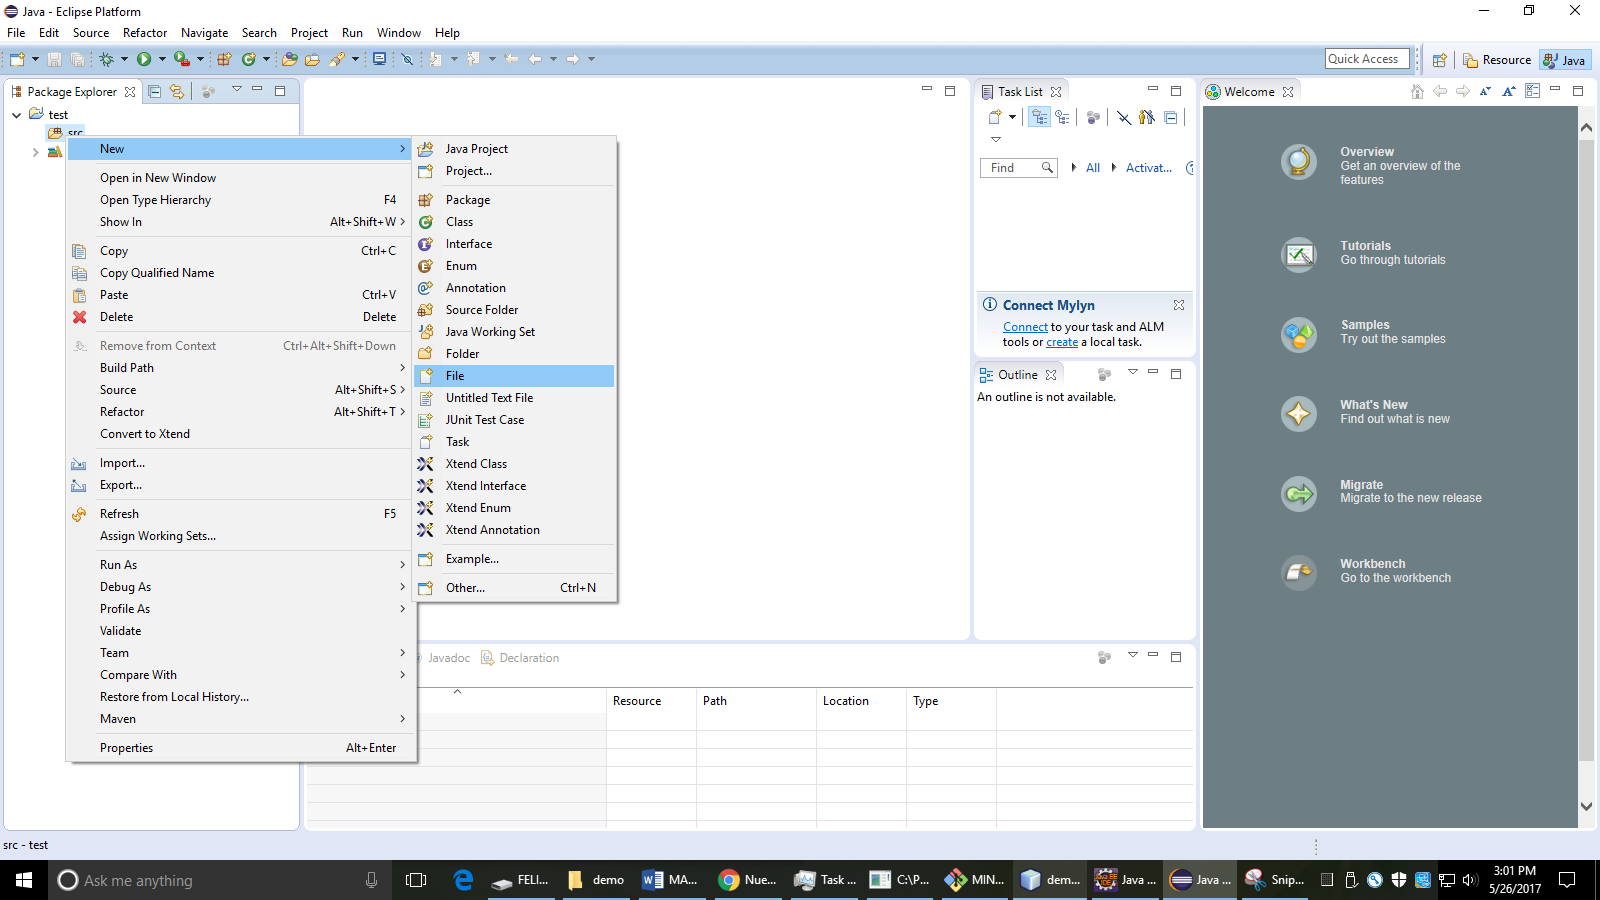 Java - Eclipse Platform
File Edit Source Refactor Navigate Search Project Run Window Help
Quick Access
Resource
Java
Package Explorer
test
src
New
Open in New Window
Open Type Hierarchy F4
Show In Alt+Shift+W
Copy Ctrl+C
Copy Qualified Name
Paste Ctrl+V
Delete Delete
Remove from Context Ctrl+Alt+Shift+Down
Build Path
Source Alt+Shift+S
Refactor Alt+Shift+T
Convert to Xtend
Import...
Export...
Refresh F5
Assign Working Sets...
Run As
Debug As
Profile As
Validate
Team
Compare With
Restore from Local History...
Maven
Properties Alt+Enter
Java Project
Project...
Package
Class
Interface
Enum
Annotation
Source Folder
Java Working Set
Folder
File
Untitled Text File
JUnit Test Case
Task
Xtend Class
Xtend Interface
Xtend Enum
Xtend Annotation
Example...
Other... Ctrl+N
Javadoc
Declaration
Resource Path Location Type
Task List
Find
All
Activat...
Connect Mylyn
Connect to your task and ALM
tools or create a local task.
Outline
An outline is not available.
Welcome
Overview
Get an overview of the
features
Tutorials
Go through tutorials
Samples
Try out the samples
What's New
Find out what is new
Migrate
Migrate to the new release
Workbench
Go to the workbench
src - test
Ask me anything
FELI...
demo
MA...
Nue...
Task ...
C:\P...
MIN...
dem...
Java ...
Java ...
Snip...
3:01 PM
5/26/2017